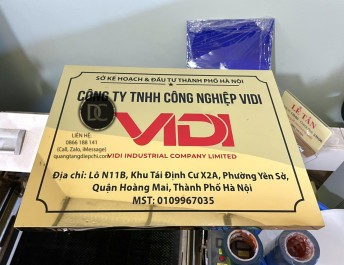 SỞ KẾ HOẠCH & ĐẦU TƯ THÀNH PHỐ HÀ NỘI
CÔNG TY TNHH CÔNG NGHIỆP VIDI
DC
LIÊN HỆ:
0866 188 141
(Call, Zalo, iMessage)
quangtangdiepchi.com
VIDI
VIDI INDUSTRIAL COMPANY LIMITED
Địa chỉ: Lô N11B, Khu Tái Định Cư X2A, Phường Yên Sở,
Quận Hoàng Mai, Thành Phố Hà Nội
MST: 0109967035
LỄ TÂN